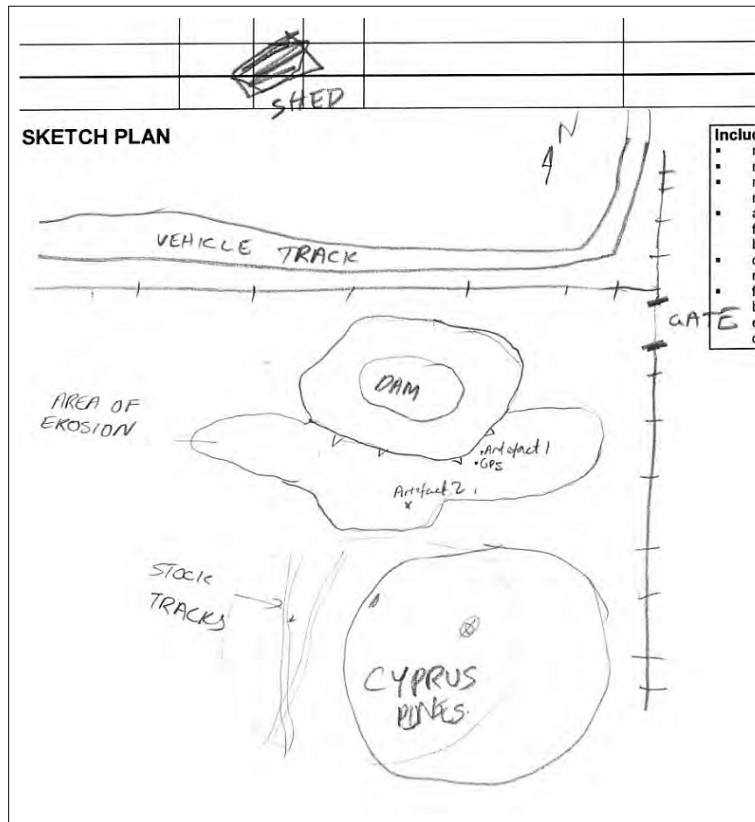 SHED
SKETCH PLAN
N
Includ
VEHICLE TRACK
GATE
DAM
AREA OF
EROSION
Artefact 1
GPS
Artefact 2
STOCK
TRACKS
CYPRUS
PINES.